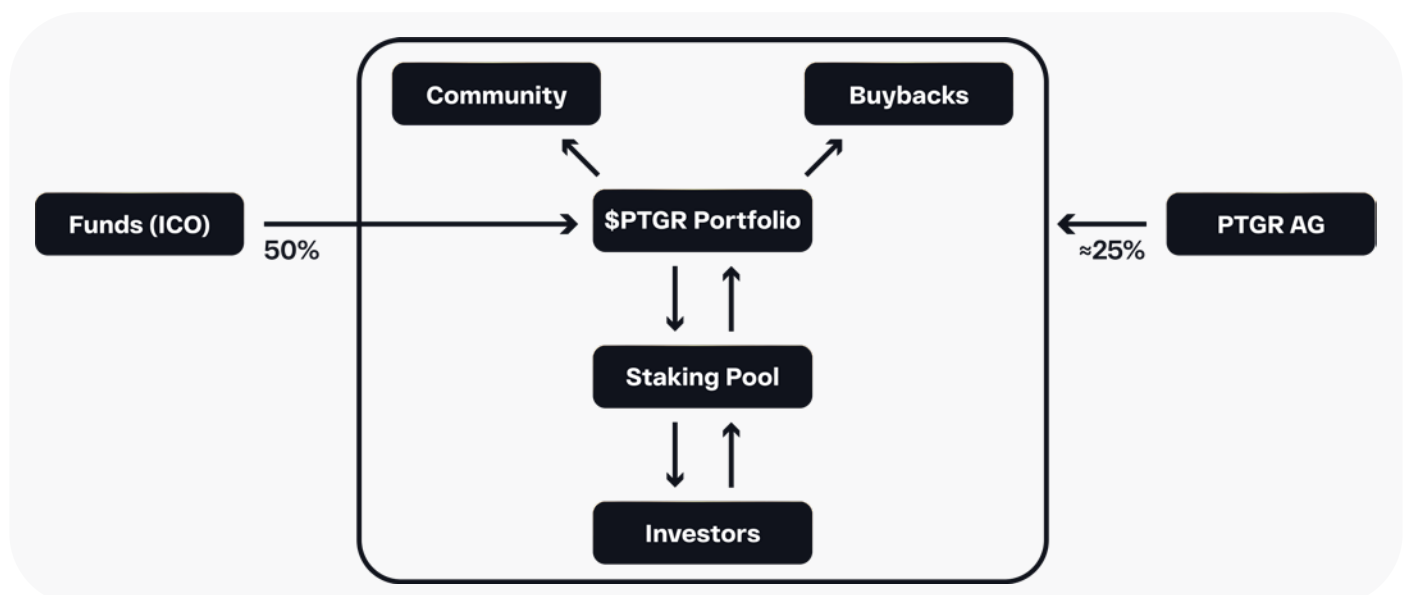 Community
Buybacks
Funds (ICO)
$PTGR Portfolio
PTGR AG
50%
≈25%
Staking Pool
Investors